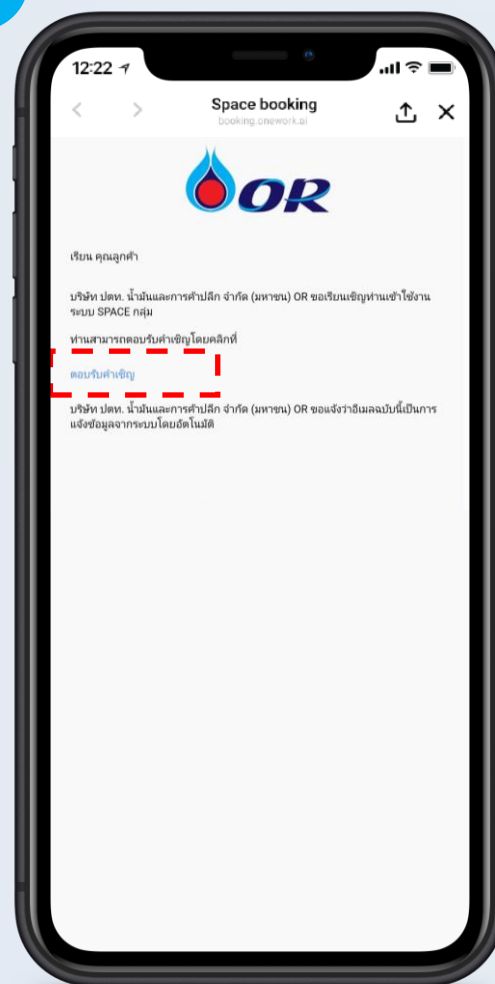 12:22
Space booking
booking.onework.ai
OR
เรียน คุณลูกค้า
บริษัท ปตท. น้ำมันและการค้าปลีก จำกัด (มหาชน) OR ขอเรียนเชิญท่านเข้าใช้งาน
ระบบ SPACE กลุ่ม
ท่านสามารถตอบรับคำเชิญโดยคลิกที่
ตอบรับคำเชิญ
บริษัท ปตท. น้ำมันและการค้าปลีก จำกัด (มหาชน) OR ขอแจ้งว่าอีเมลฉบับนี้เป็นการ
แจ้งข้อมูลจากระบบโดยอัตโนมัติ